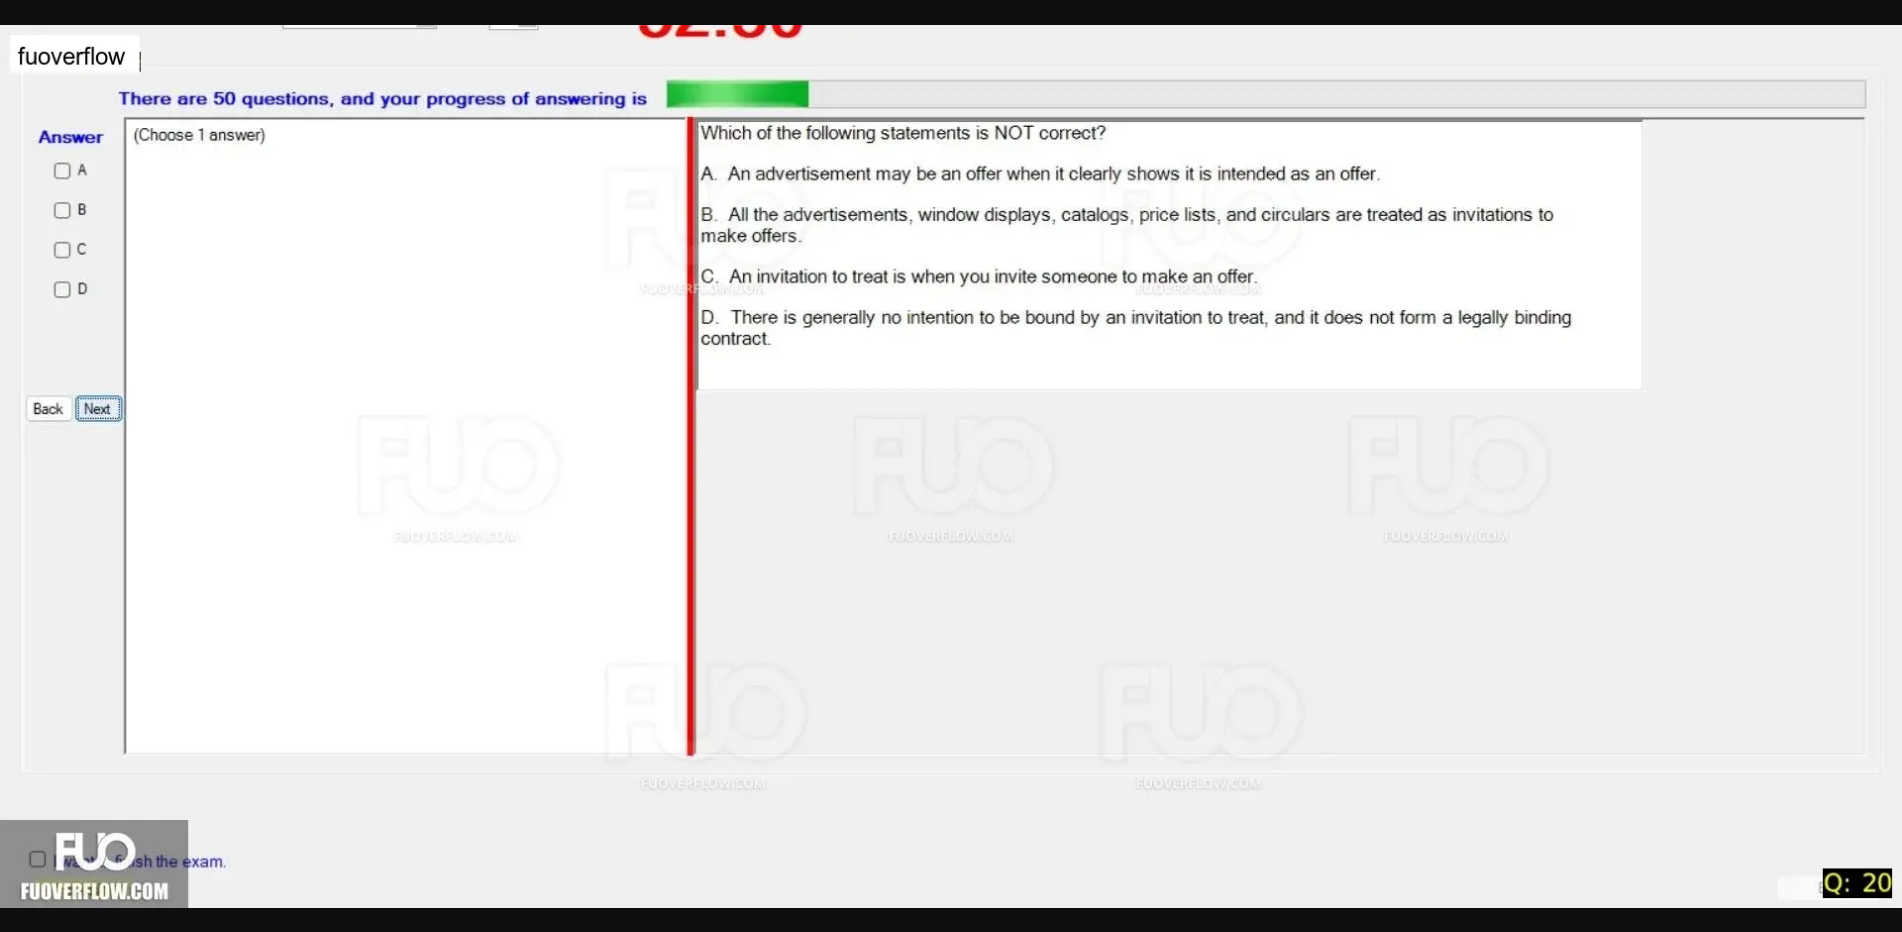 fuoverflow
There are 50 questions, and your progress of answering is
Answer
(Choose 1 answer)
A
B
C
D
Back
Next
Which of the following statements is NOT correct?
A. An advertisement may be an offer when it clearly shows it is intended as an offer.
B. All the advertisements, window displays, catalogs, price lists, and circulars are treated as invitations to
make offers.
C. An invitation to treat is when you invite someone to make an offer.
D. There is generally no intention to be bound by an invitation to treat, and it does not form a legally binding
contract.
FUO
FUOVERFLOW.COM
FUO
FUOVERFLOW.COM
FUO
FUOVERFLOW.COM
FUO
FUOVERFLOW.COM
FUO
FUOVERFLOW.COM
FUO
FUOVERFLOW.COM
FUO
FUOVERFLOW.COM
the exam.
FUO
FUOVERFLOW.COM
Q: 20